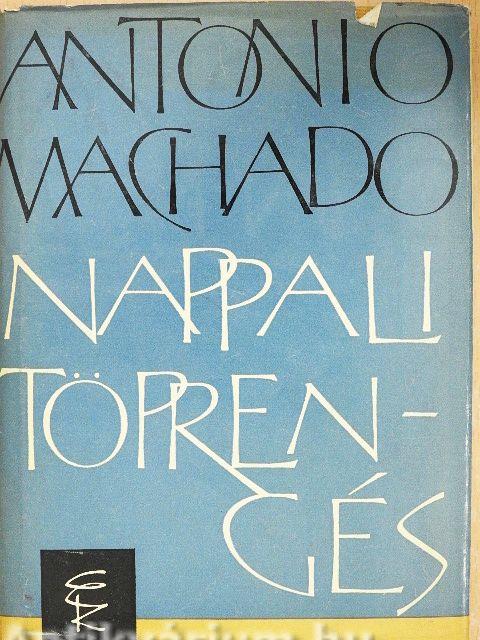 ANTONIO
MACHADO
NAPPALI
TÖPREN-
GÉS